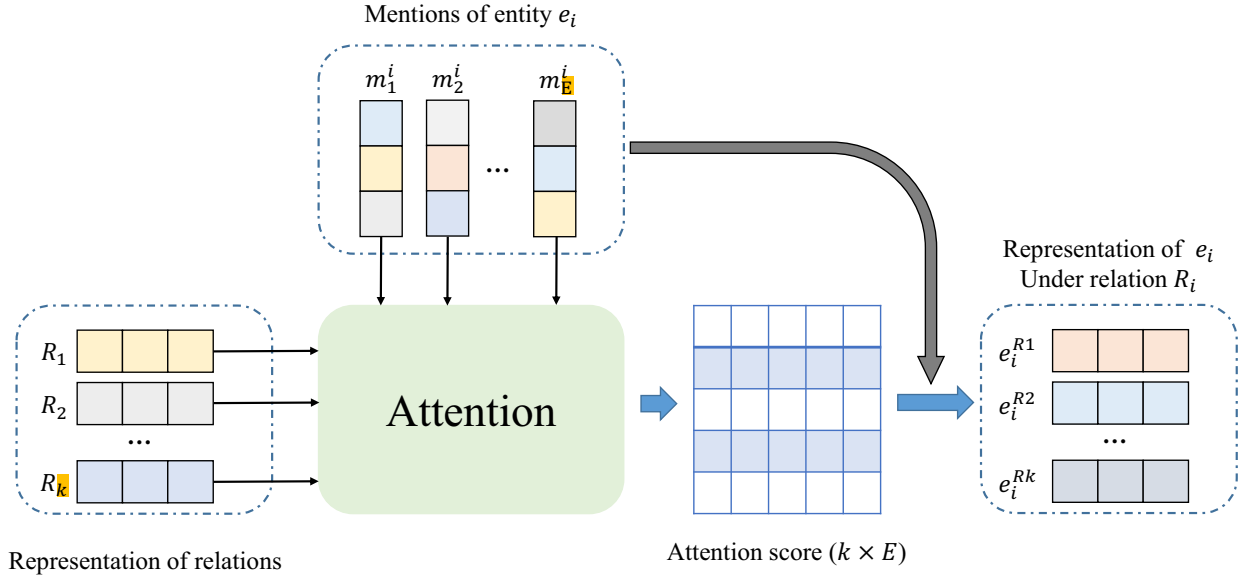 Mentions of entity $e_i$
$m_1^i$ $m_2^i$ $m_E^i$
...
Representation of $e_i$
Under relation $R_i$
$R_1$
$R_2$
...
$R_k$
Attention
$e_i^{R1}$
$e_i^{R2}$
...
$e_i^{Rk}$
Representation of relations
Attention score ($k \times E$)